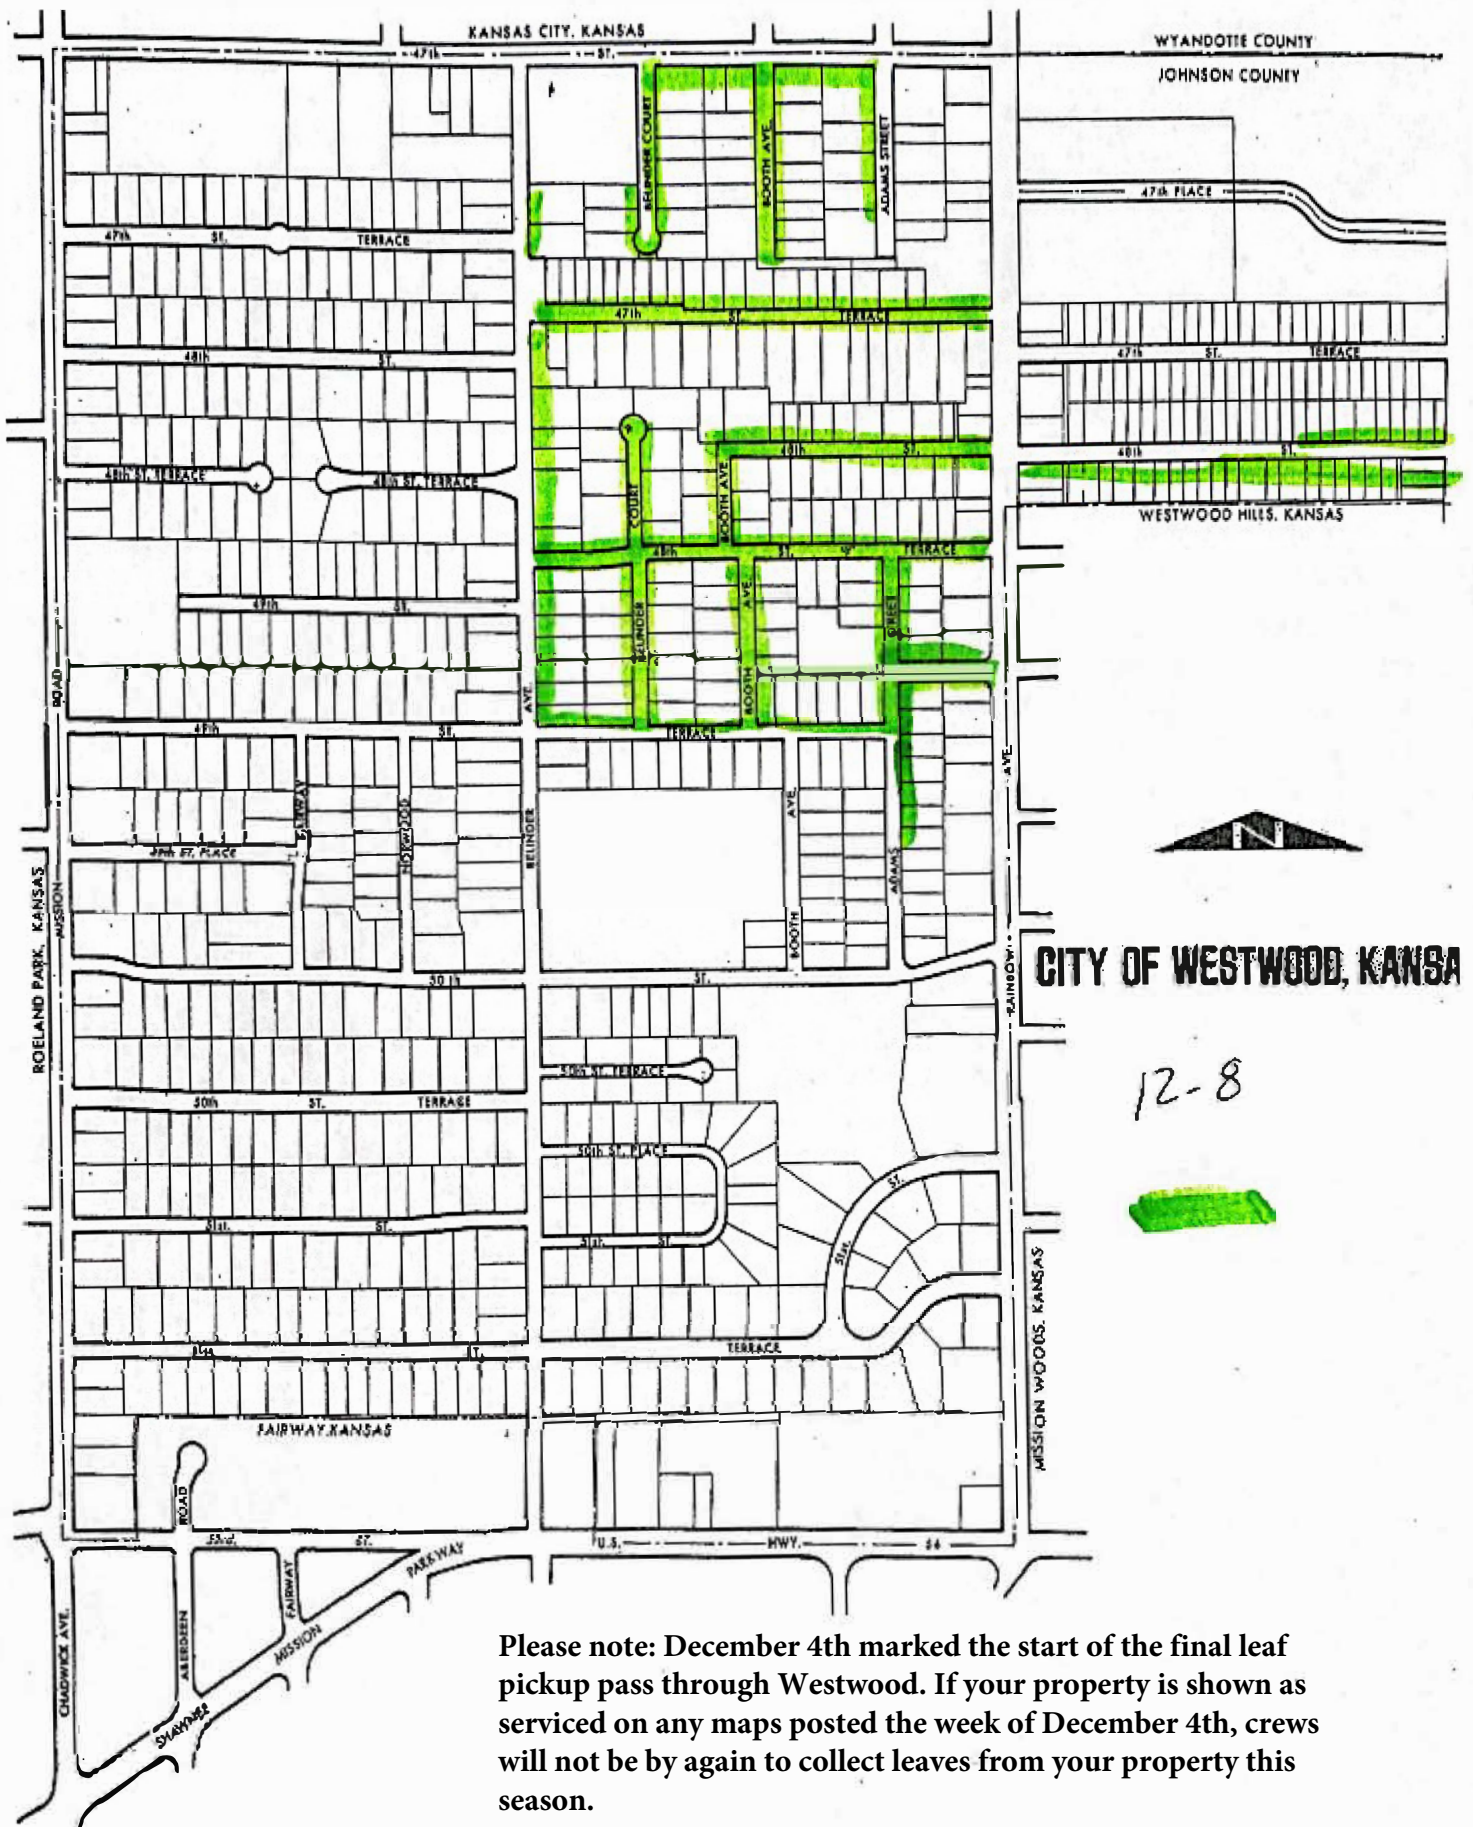 KANSAS CITY, KANSAS
47th ST.
WYANDOTTE COUNTY
JOHNSON COUNTY
BELINDER COURT
BOOTH AVE.
ADAMS STREET
47th PLACE
47th ST. TERRACE
47th ST. TERRACE
47th ST. TERRACE
48th ST.
48th ST.
48th ST.
48th ST. TERRACE
48th ST. TERRACE
COURT
BOOTH AVE
WESTWOOD HILLS, KANSAS
48th ST. TERRACE
49th ST.
BELINDER
AVE.
BOOTH
ROAD
AVE.
49th ST. TERRACE
FAIRWAY
NORWOOD
BELINDER
AVE.
AVE.
49th ST. PLACE
ADAMS
BOOTH
ROELAND PARK, KANSAS
MISSION
N
RAINBOW
CITY OF WESTWOOD, KANSA
50th ST.
50th ST. TERRACE
12-8
50th ST. TERRACE
50th ST. PLACE
51st. ST.
51st. ST.
51st. ST.
ST. TERRACE
MISSION WOODS, KANSAS
FAIRWAY, KANSAS
ROAD
53rd. ST.
U.S. HWY. 56
PARKWAY
CHADWICK AVE.
ABERDEEN
FAIRWAY
MISSION
SHAWNEE
Please note: December 4th marked the start of the final leaf
pickup pass through Westwood. If your property is shown as
serviced on any maps posted the week of December 4th, crews
will not be by again to collect leaves from your property this
season.